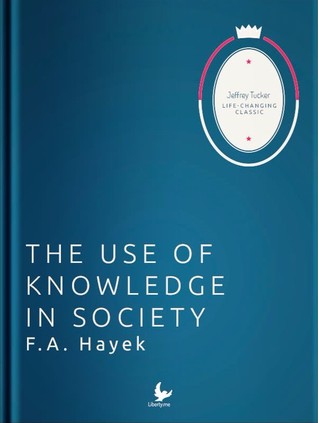 Jeffrey Tucker
LIFE-CHANGING
CLASSIC
THE USE OF
KNOWLEDGE
IN SOCIETY
F.A. Hayek
Liberty.me